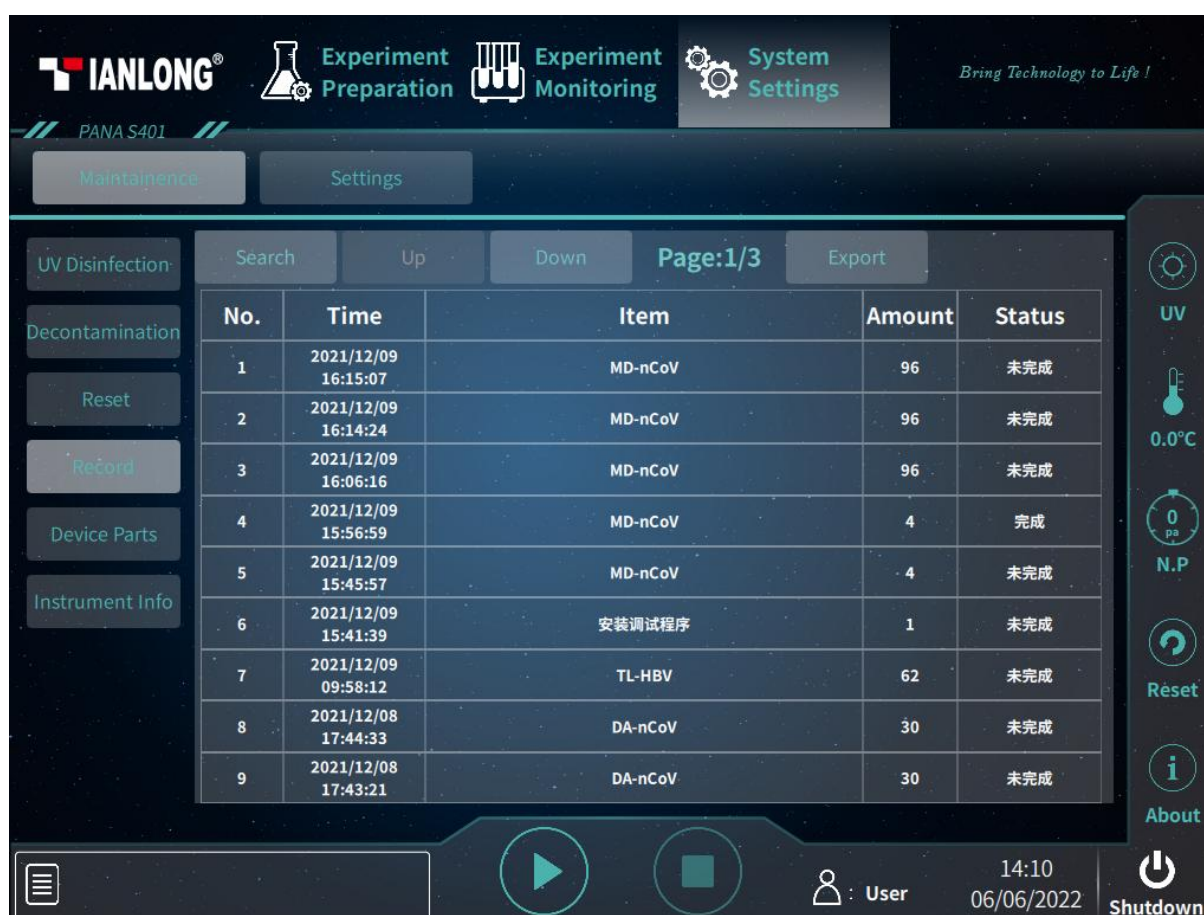 TIANLONG®
Experiment Preparation
Experiment Monitoring
System Settings
Bring Technology to Life !
PANA S401
Maintainence
Settings
UV Disinfection
Decontamination
Reset
Record
Device Parts
Instrument Info
Search Up Down Page:1/3 Export
No. Time Item Amount Status
1 2021/12/09 16:15:07 MD-nCoV 96 未完成
2 2021/12/09 16:14:24 MD-nCoV 96 未完成
3 2021/12/09 16:06:16 MD-nCoV 96 未完成
4 2021/12/09 15:56:59 MD-nCoV 4 完成
5 2021/12/09 15:45:57 MD-nCoV 4 未完成
6 2021/12/09 15:41:39 安装调试程序 1 未完成
7 2021/12/09 09:58:12 TL-HBV 62 未完成
8 2021/12/08 17:44:33 DA-nCoV 30 未完成
9 2021/12/08 17:43:21 DA-nCoV 30 未完成
UV
0.0°C
0
pa
N.P
Reset
i
About
: User
14:10
06/06/2022
Shutdown